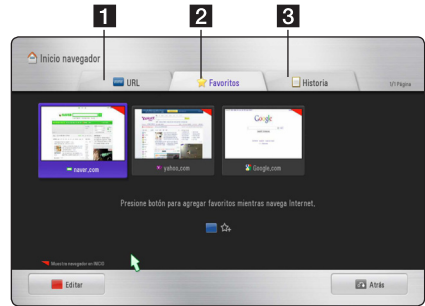 1 2 3
Inicio navegador
URL Favoritos Historia 1/1 Página
naver.com yahoo.com Google.com
Presione botón para agregar favoritos mientras navega Internet.
Muestra navegador en INICIO
Editar Atrás